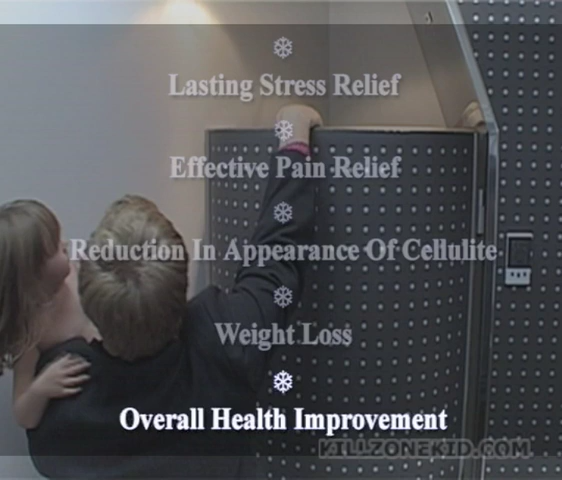 Lasting Stress Relief
Effective Pain Relief
Reduction In Appearance Of Cellulite
Weight Loss
Overall Health Improvement
KILLZONEKID.COM